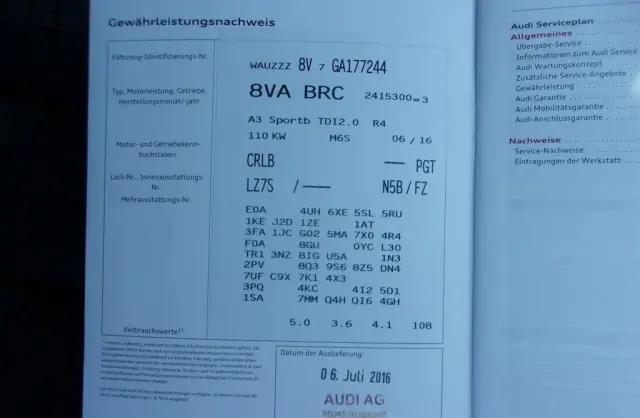 Gewährleistungsnachweis
Fahrzeug-Identifizierungs-Nr.
WAUZZZ 8V 7 GA177244
Typ, Motorleistung, Getriebe,
Herstellungsmonat/-jahr
8VA BRC 2415300 = 3
A3 Sportb TDI2.0 R4
110 KW M6S 06 / 16
Motor- und Getriebekenn-
buchstaben
CRLB --- PGT
Lack-Nr., Innenausstattungs-
Nr.
LZ7S / --- N5B / FZ
Mehrausstattungs-Nr.
E0A 4UH 6XE 5SL 5RU
1KE J2D 1ZE 1AT
3FA 1JC G02 5MA 7X0 4R4
F0A 8GU 0YC L30
TR1 3NZ 8IG U5A 1N3
2PV 8Q3 9S6 8Z5 DN4
7UF C9X 7K1 4X3
3PQ 4KC 4I2 5D1
1SA 7MM Q4H QI6 4GH
Verbrauchswerte 1)
5.0 3.6 4.1 108
Datum der Auslieferung:
06. Juli 2016
AUDI AG
Audi Serviceplan
Allgemeines
Übergabe-Service
Informationen zum Audi Service
Audi Wartungskonzept
Zusätzliche Service-Angebote
Gewährleistung
Audi Garantie
Audi Mobilitätsgarantie
Audi Anschlussgarantie
Nachweise
Service-Nachweise
Eintragungen der Werkstatt